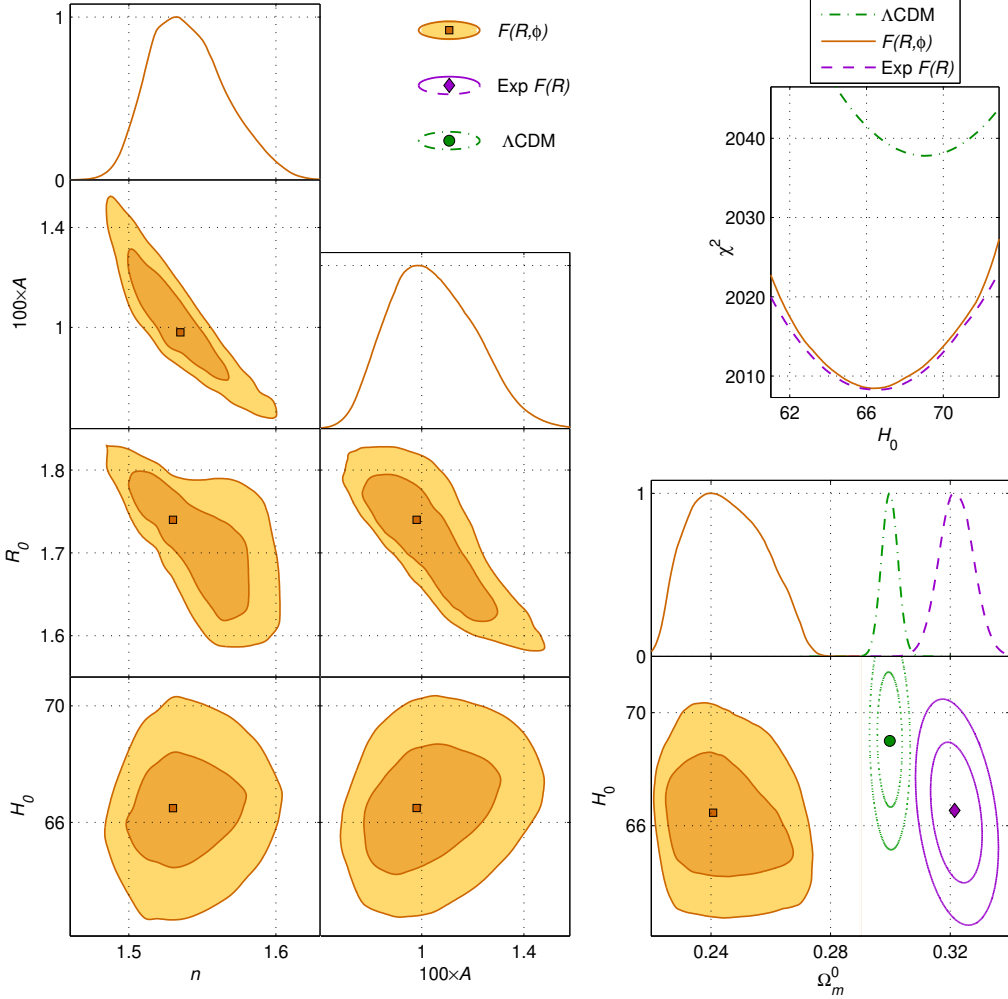 1
0
F(R,ϕ)
Exp F(R)
ΛCDM
ΛCDM
F(R,ϕ)
Exp F(R)
100×A
1.4
1
χ²
2040
2030
2020
2010
62
66
70
H₀
R₀
1.8
1.7
1.6
1
0
H₀
70
66
1.5
1.6
n
1
1.4
100×A
H₀
70
66
0.24
0.28
0.32
Ωₘ⁰